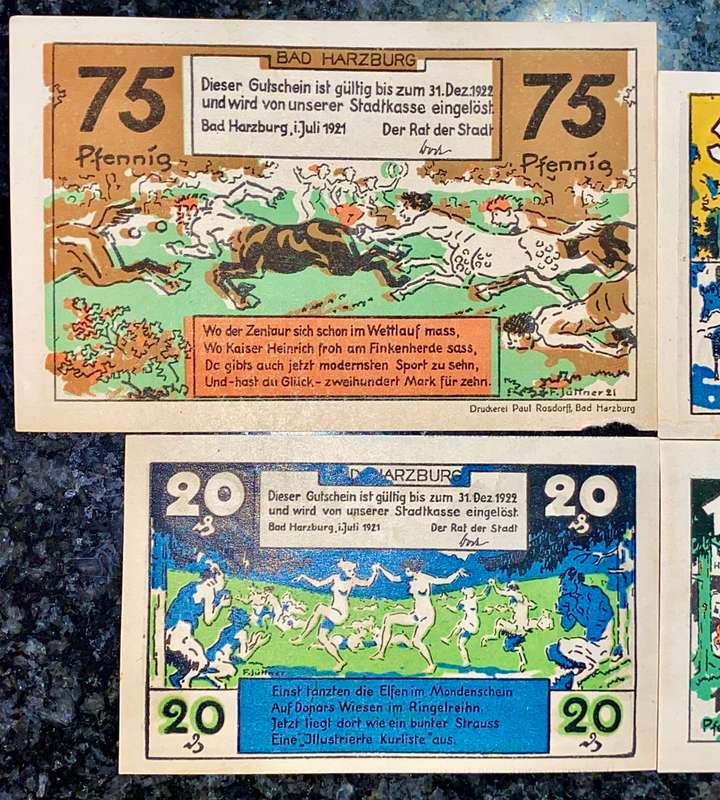 BAD HARZBURG
75
Pfennig
Dieser Gutschein ist gültig bis zum 31. Dez. 1922
und wird von unserer Stadtkasse eingelöst.
Bad Harzburg, i. Juli 1921 Der Rat der Stadt
75
Pfennig
Wo der Zentaur sich schon im Wettlauf mass,
Wo Kaiser Heinrich froh am Finkenherde sass,
Da gibts auch jetzt modernsten Sport zu sehn,
Und-hast du Glück-zweihundert Mark für zehn.
F. Jüttner 21
Druckerei Paul Rosdorff, Bad Harzburg
20
HARZBURG
Dieser Gutschein ist gültig bis zum 31. Dez. 1922
und wird von unserer Stadtkasse eingelöst.
Bad Harzburg, i. Juli 1921 Der Rat der Stadt
20
F. Jüttner
20
Einst tanzten die Elfen im Mondenschein
Auf Donars Wiesen im Ringelreihn.
Jetzt liegt dort wie ein bunter Strauss
Eine "Jllustrierte Kurliste" aus.
20